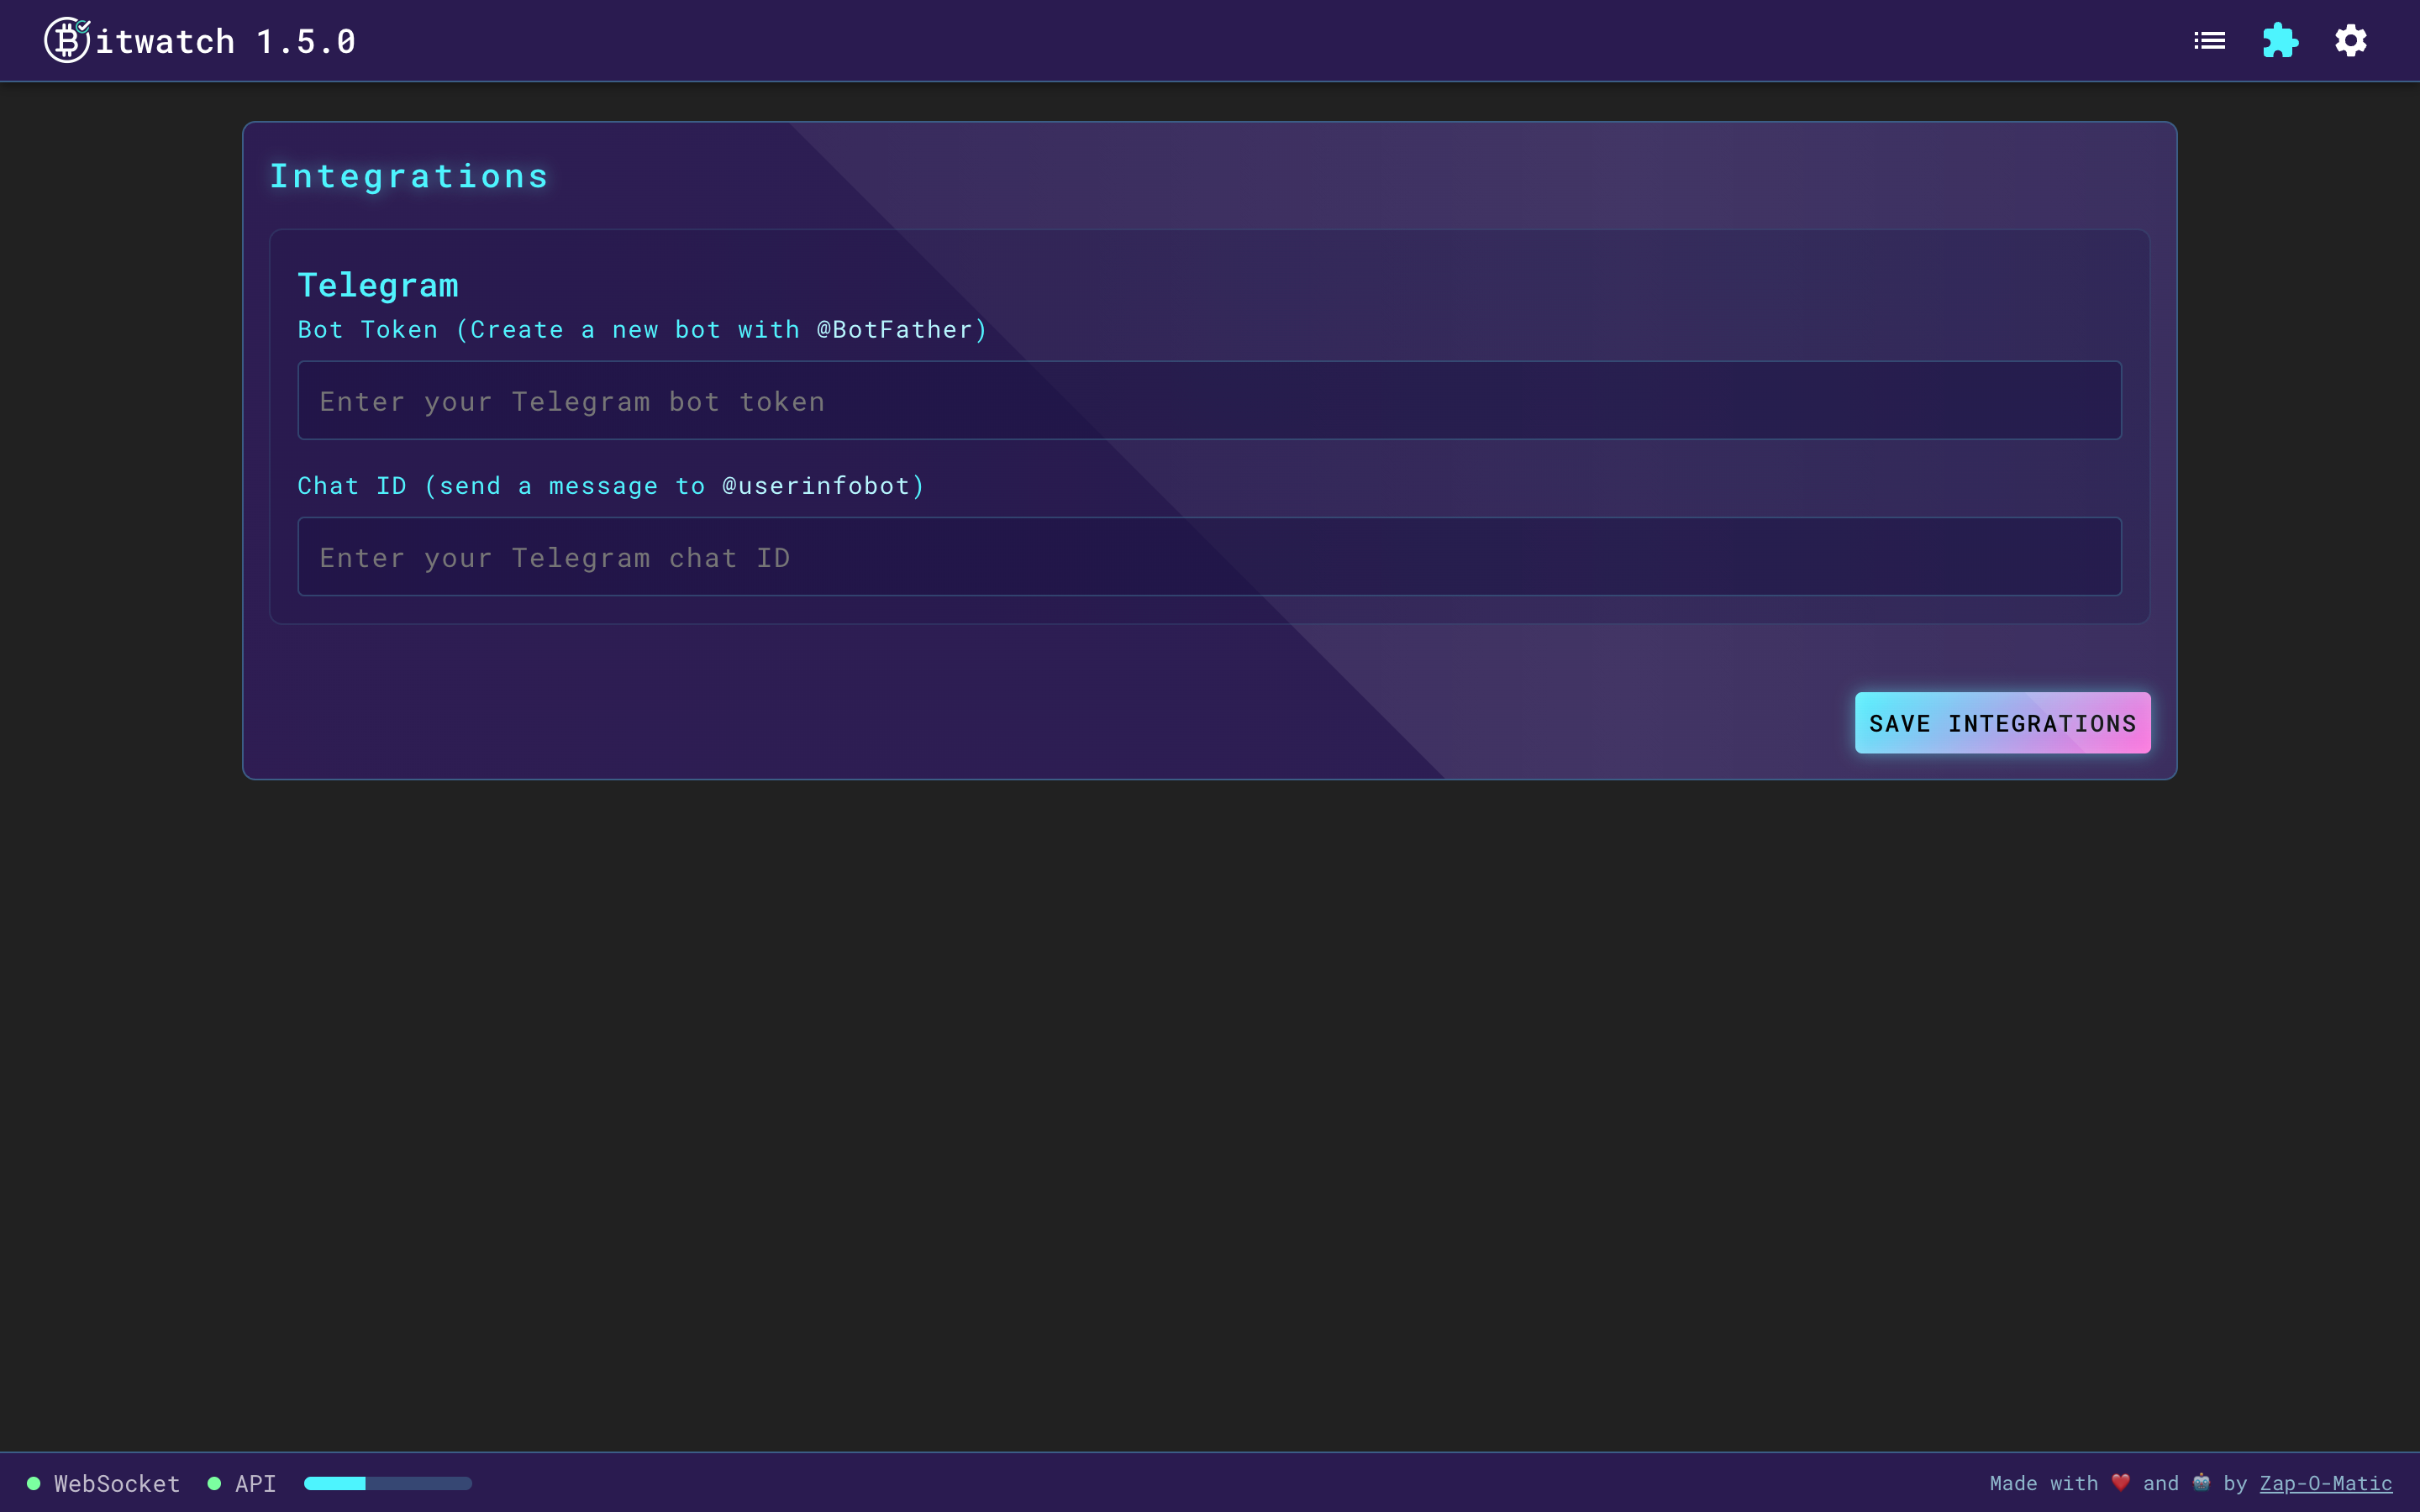 Bitwatch 1.5.0
Integrations
Telegram
Bot Token (Create a new bot with @BotFather)
Enter your Telegram bot token
Chat ID (send a message to @userinfobot)
Enter your Telegram chat ID
SAVE INTEGRATIONS
WebSocket API
Made with ❤️ and 🤖 by Zap-O-Matic